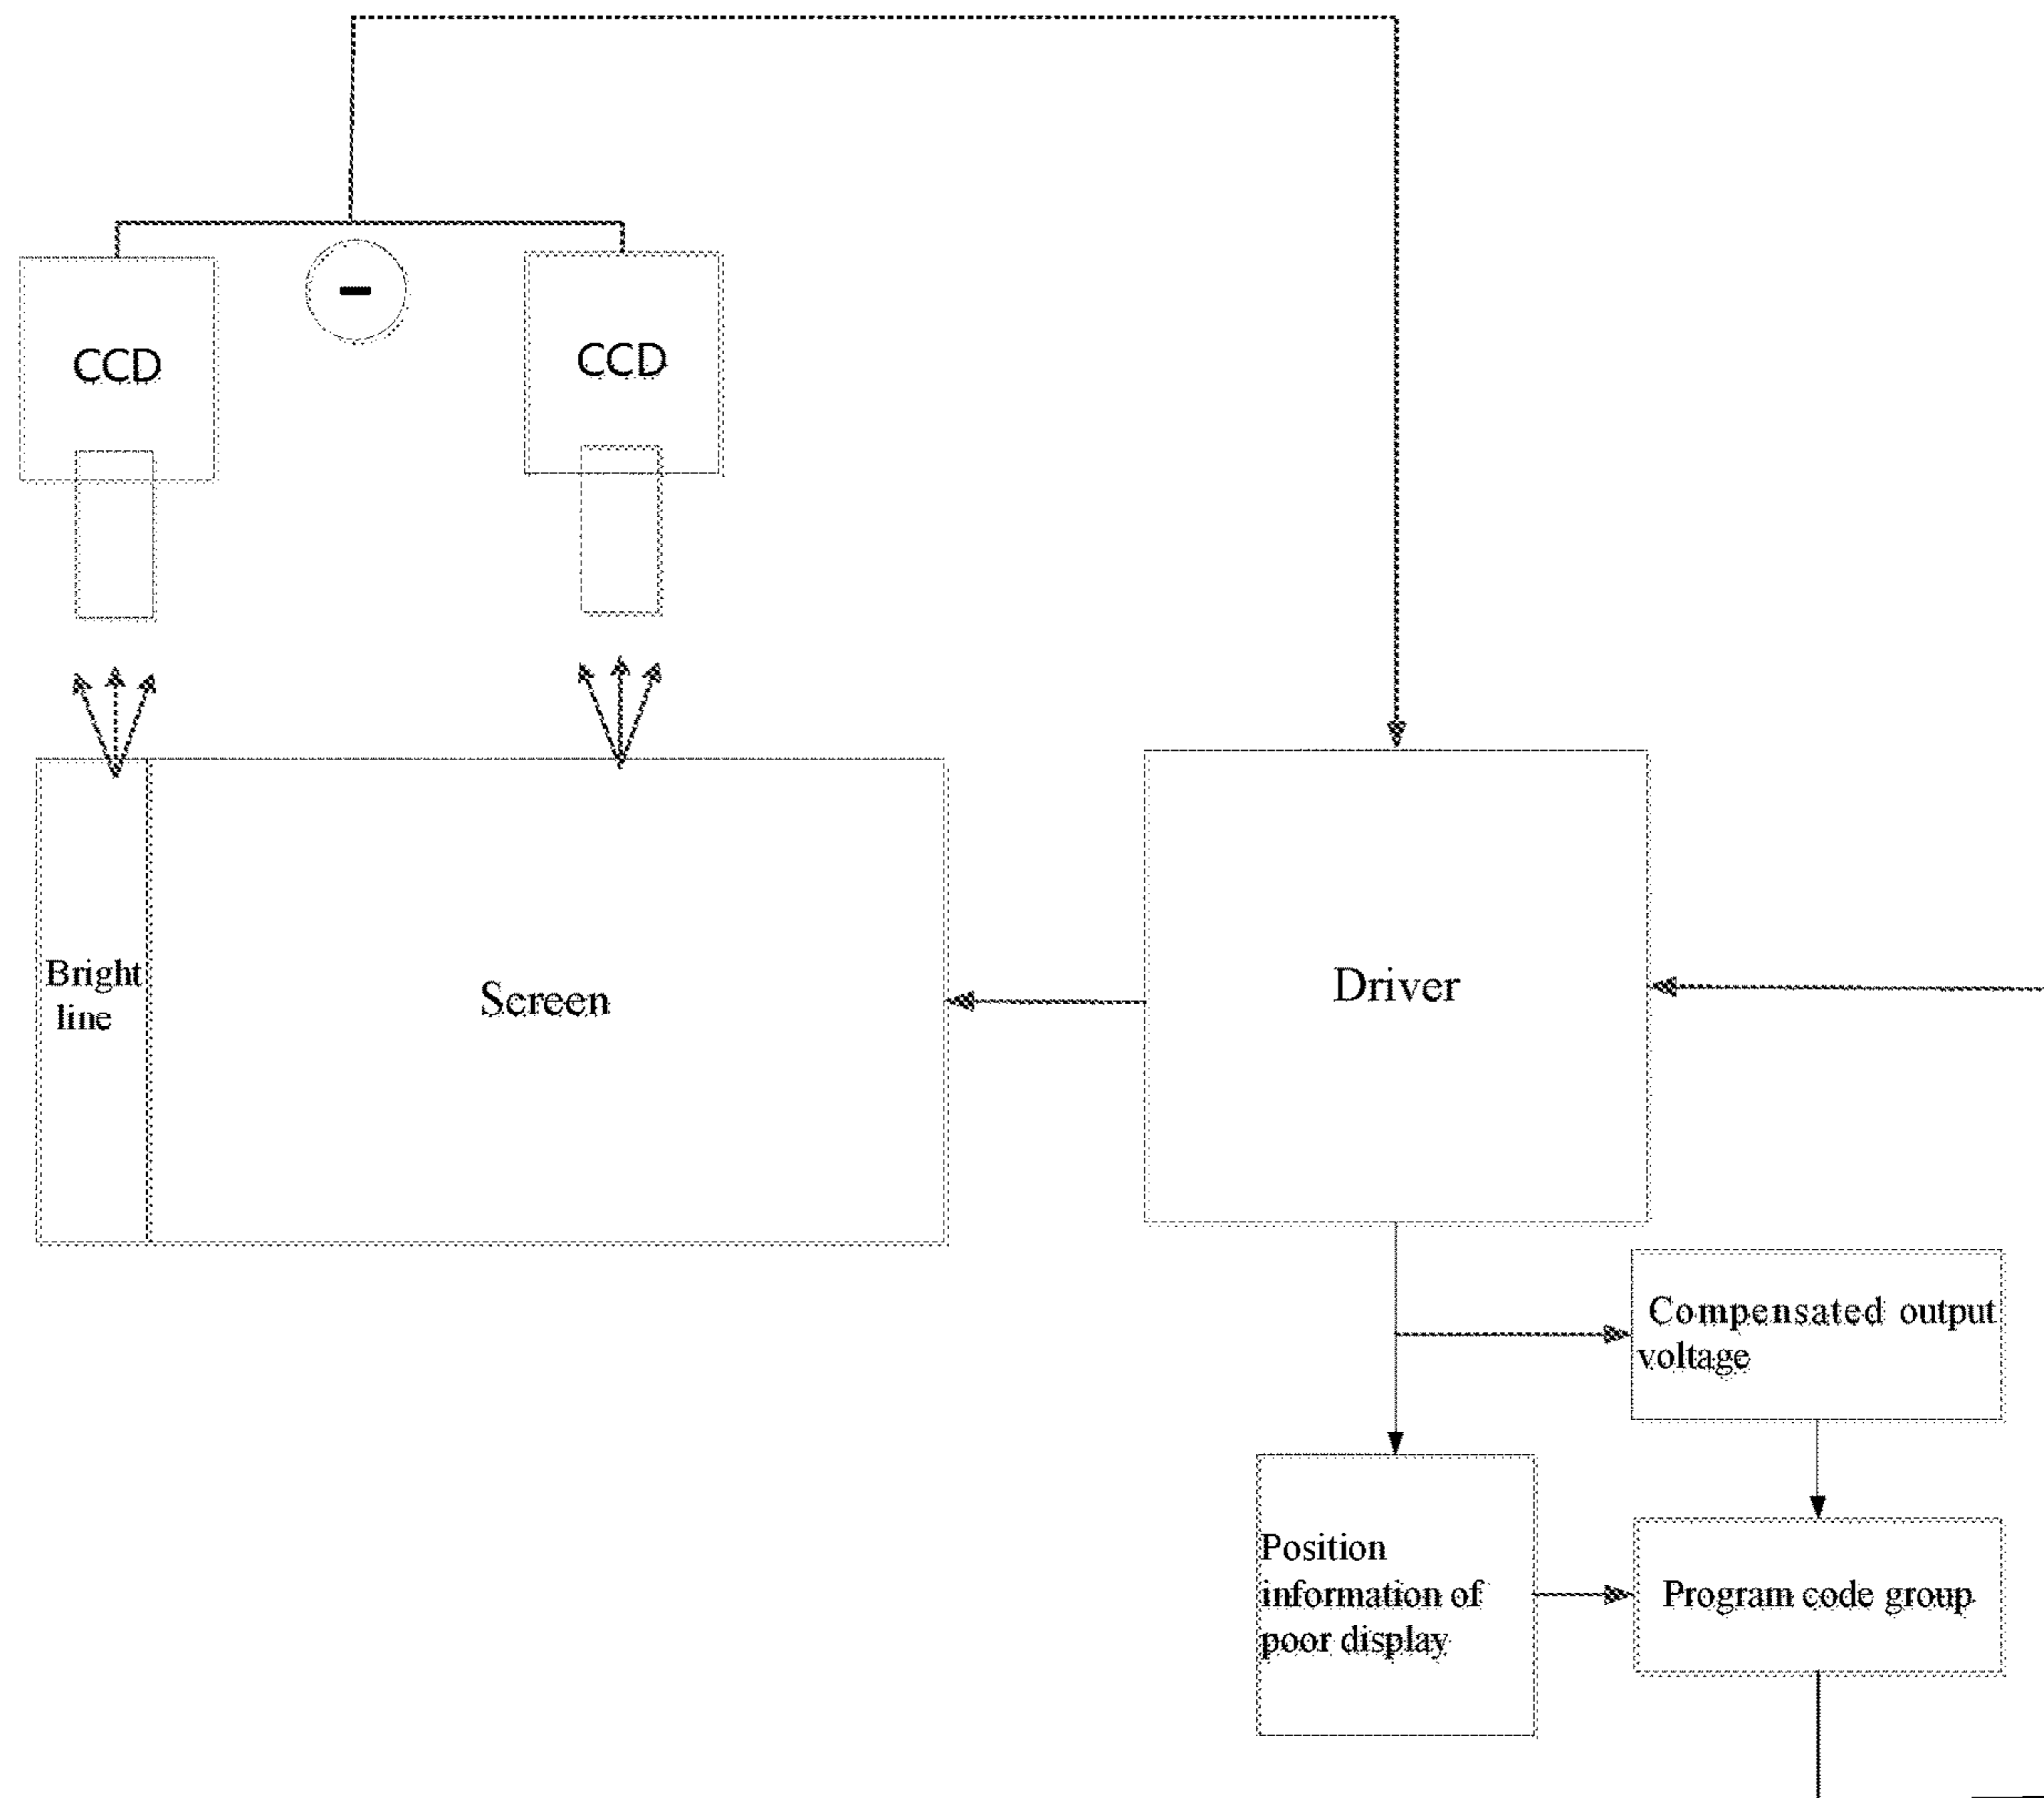 CCD
−
CCD
Bright
line
Screen
Driver
Compensated output
voltage
Position
information of
poor display
Program code group